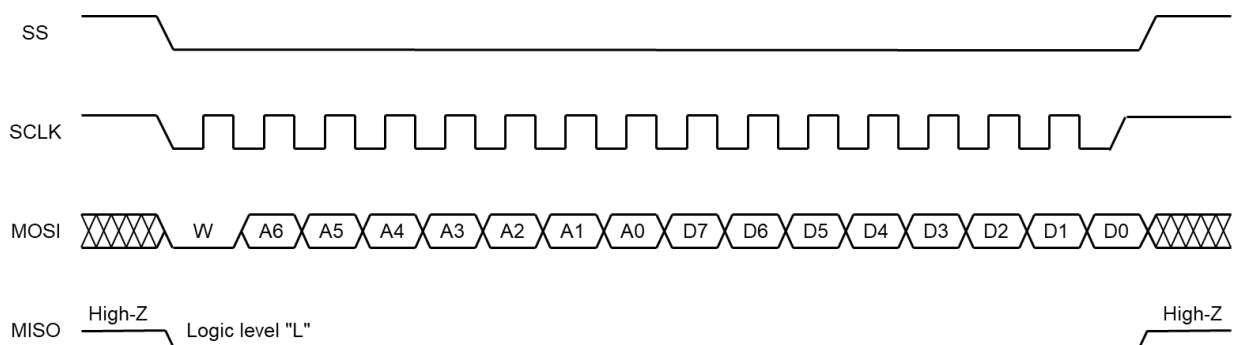 SS
SCLK
MOSI W A6 A5 A4 A3 A2 A1 A0 D7 D6 D5 D4 D3 D2 D1 D0
High-Z High-Z
MISO Logic level "L"